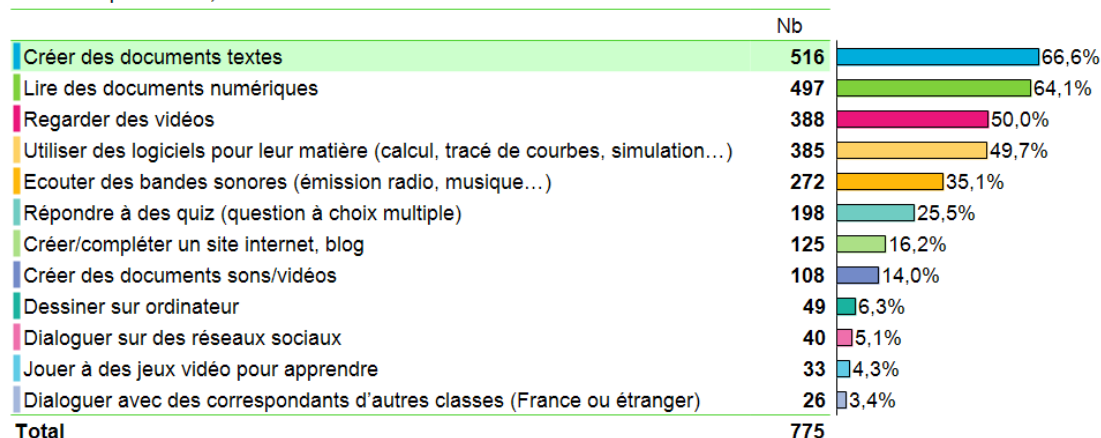 Nb
Créer des documents textes 516 66,6%
Lire des documents numériques 497 64,1%
Regarder des vidéos 388 50,0%
Utiliser des logiciels pour leur matière (calcul, tracé de courbes, simulation…) 385 49,7%
Ecouter des bandes sonores (émission radio, musique…) 272 35,1%
Répondre à des quiz (question à choix multiple) 198 25,5%
Créer/compléter un site internet, blog 125 16,2%
Créer des documents sons/vidéos 108 14,0%
Dessiner sur ordinateur 49 6,3%
Dialoguer sur des réseaux sociaux 40 5,1%
Jouer à des jeux vidéo pour apprendre 33 4,3%
Dialoguer avec des correspondants d’autres classes (France ou étranger) 26 3,4%
Total 775